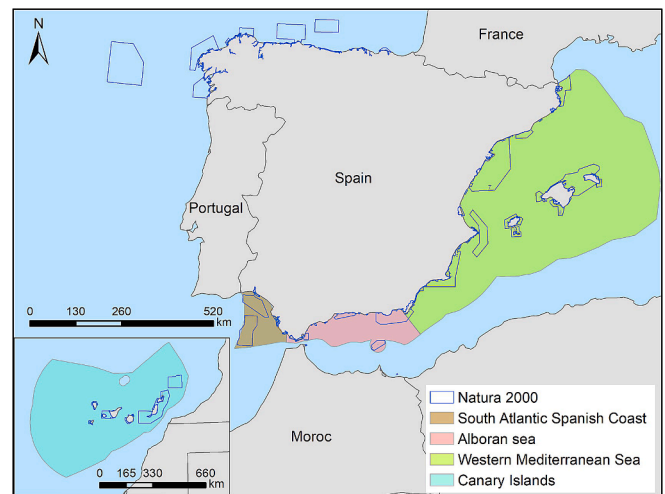 N
France
Spain
Portugal
0 130 260 520
km
Moroc
0 165 330 660
km
Natura 2000
South Atlantic Spanish Coast
Alboran sea
Western Mediterranean Sea
Canary Islands